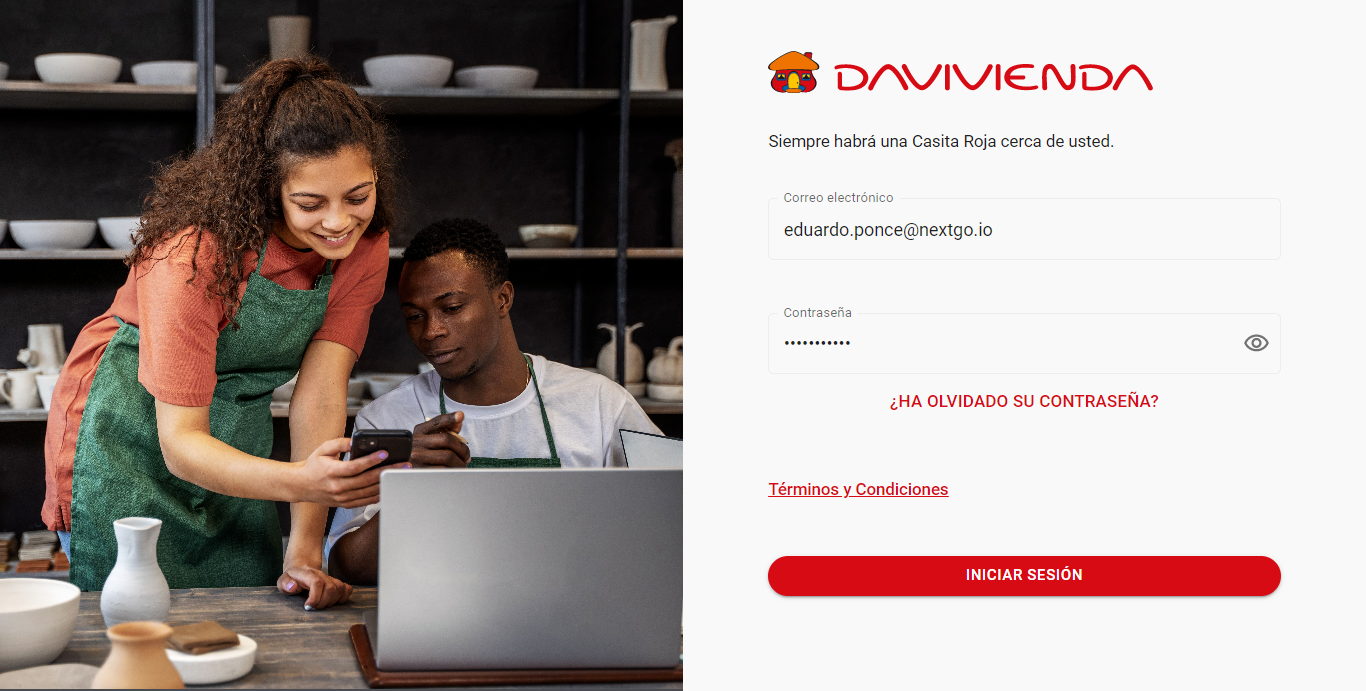 DAVIVIENDA
Siempre habrá una Casita Roja cerca de usted.
Correo electrónico
eduardo.ponce@nextgo.io
Contraseña
•••••••••••
¿HA OLVIDADO SU CONTRASEÑA?
Términos y Condiciones
INICIAR SESIÓN